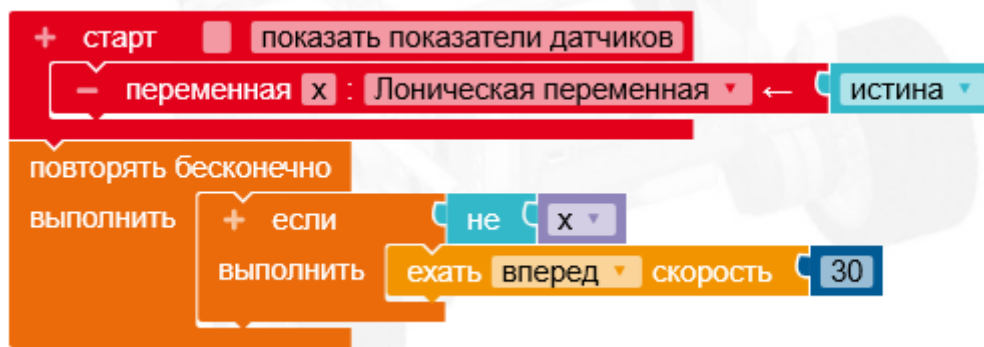 + старт показать показатели датчиков
− переменная x : Лоническая переменная ← истина
повторять бесконечно
выполнить + если не x
выполнить ехать вперед скорость 30